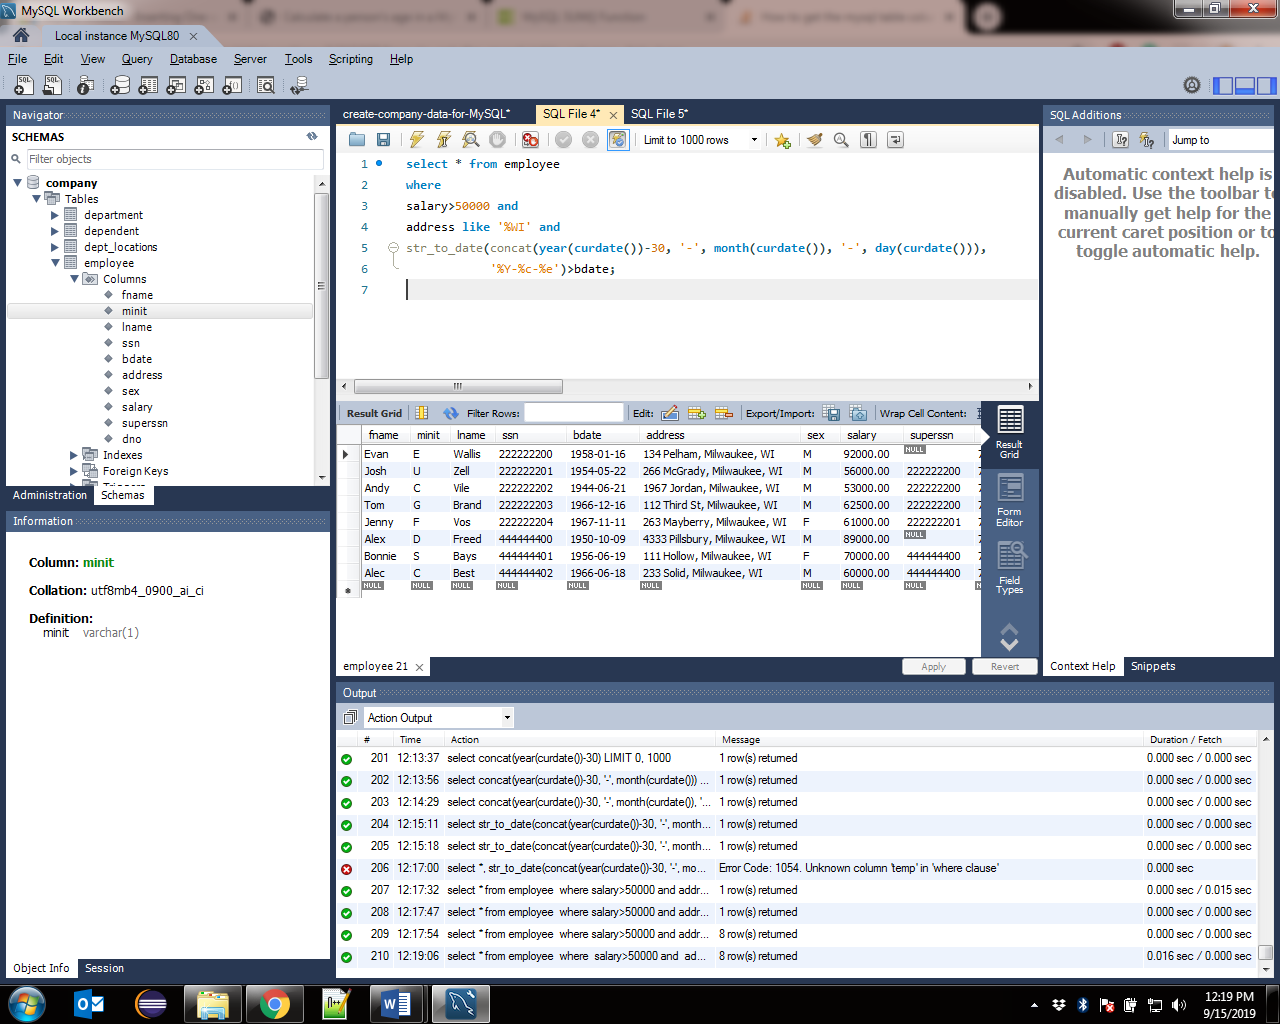 MySQL Workbench
Local instance MySQL80
File Edit View Query Database Server Tools Scripting Help
Navigator
SCHEMAS
Filter objects
company
Tables
department
dependent
dept_locations
employee
Columns
fname
minit
lname
ssn
bdate
address
sex
salary
superssn
dno
Indexes
Foreign Keys
Administration Schemas
Information
Column: minit
Collation: utf8mb4_0900_ai_ci
Definition:
minit varchar(1)
Object Info Session
create-company-data-for-MySQL* SQL File 4* SQL File 5*
Limit to 1000 rows
1 select * from employee
2 where
3 salary>50000 and
4 address like '%WI' and
5 str_to_date(concat(year(curdate())-30, '-', month(curdate()), '-', day(curdate())),
6 '%Y-%c-%e')>bdate;
7
Result Grid Filter Rows: Edit: Export/Import: Wrap Cell Content:
fname minit lname ssn bdate address sex salary superssn
Evan E Wallis 222222200 1958-01-16 134 Pelham, Milwaukee, WI M 92000.00 NULL
Josh U Zell 222222201 1954-05-22 266 McGrady, Milwaukee, WI M 56000.00 222222200
Andy C Vile 222222202 1944-06-21 1967 Jordan, Milwaukee, WI M 53000.00 222222200
Tom G Brand 222222203 1966-12-16 112 Third St, Milwaukee, WI M 62500.00 222222200
Jenny F Vos 222222204 1967-11-11 263 Mayberry, Milwaukee, WI F 61000.00 222222201
Alex D Freed 444444400 1950-10-09 4333 Pillsbury, Milwaukee, WI M 89000.00 NULL
Bonnie S Bays 444444401 1956-06-19 111 Hollow, Milwaukee, WI F 70000.00 444444400
Alec C Best 444444402 1966-06-18 233 Solid, Milwaukee, WI M 60000.00 444444400
NULL NULL NULL NULL NULL NULL NULL NULL NULL
Result
Grid
Form
Editor
Field
Types
employee 21
Apply Revert
SQL Additions
Jump to
Automatic context help is
disabled. Use the toolbar to
manually get help for the
current caret position or to
toggle automatic help.
Context Help Snippets
Output
Action Output
# Time Action Message Duration / Fetch
201 12:13:37 select concat(year(curdate())-30) LIMIT 0, 1000 1 row(s) returned 0.000 sec / 0.000 sec
202 12:13:56 select concat(year(curdate())-30, '-', month(curdate())) ... 1 row(s) returned 0.000 sec / 0.000 sec
203 12:14:29 select concat(year(curdate())-30, '-', month(curdate()), '... 1 row(s) returned 0.000 sec / 0.000 sec
204 12:15:11 select str_to_date(concat(year(curdate())-30, '-', month... 1 row(s) returned 0.000 sec / 0.000 sec
205 12:15:18 select str_to_date(concat(year(curdate())-30, '-', month... 1 row(s) returned 0.000 sec / 0.000 sec
206 12:17:00 select *, str_to_date(concat(year(curdate())-30, '-', mo... Error Code: 1054. Unknown column 'temp' in 'where clause' 0.000 sec
207 12:17:32 select * from employee where salary>50000 and addr... 1 row(s) returned 0.000 sec / 0.015 sec
208 12:17:47 select * from employee where salary>50000 and addr... 1 row(s) returned 0.000 sec / 0.000 sec
209 12:17:54 select * from employee where salary>50000 and addr... 8 row(s) returned 0.000 sec / 0.000 sec
210 12:19:06 select * from employee where salary>50000 and ad... 8 row(s) returned 0.016 sec / 0.000 sec
12:19 PM
9/15/2019